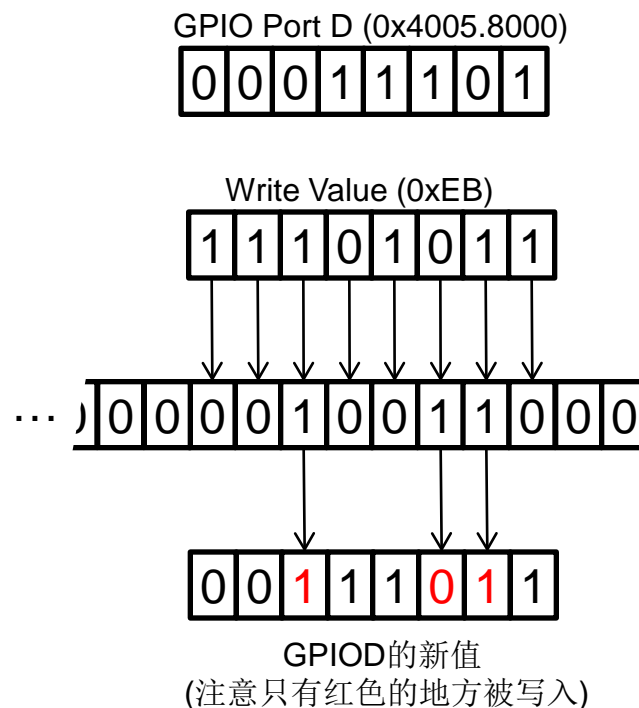 GPIO Port D (0x4005.8000)
0 0 0 1 1 1 0 1
Write Value (0xEB)
1 1 1 0 1 0 1 1
... 0 0 0 0 1 0 0 1 1 0 0 0
0 0 1 1 1 0 1 1
GPIOD的新值
(注意只有红色的地方被写入)